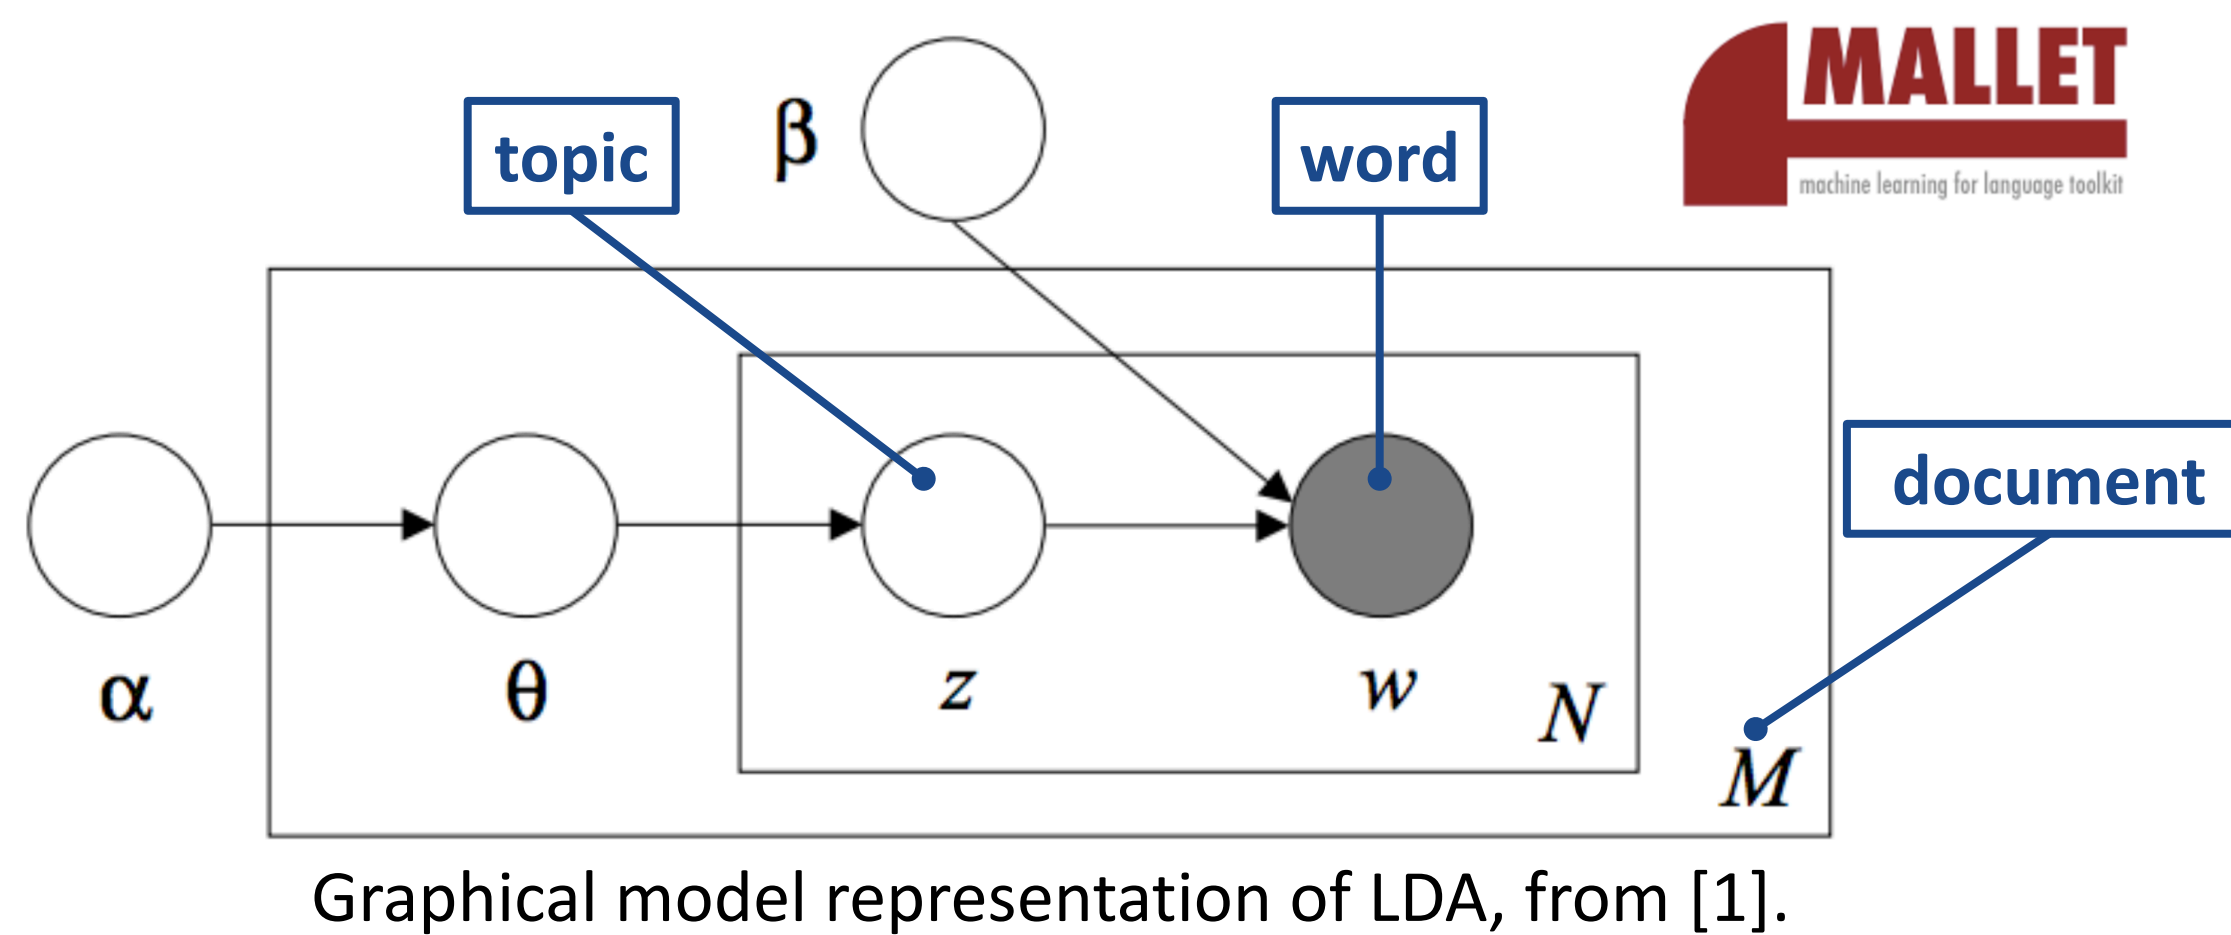 MALLET
machine learning for language toolkit
β
topic
word
document
α
θ
z
w
N
M
Graphical model representation of LDA, from [1].